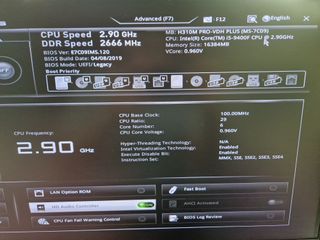 Advanced (F7)
F12
English
X
CPU Speed 2.90 GHz
DDR Speed 2666 MHz
MB: H310M PRO-VDH PLUS (MS-7C09)
CPU: Intel(R) Core(TM) i5-9400F CPU @ 2.90GHz
Memory Size: 16384MB
VCore: 0.960V
BIOS Ver: E7C09IMS.120
BIOS Build Date: 04/08/2019
BIOS Mode: UEFI/Legacy
Boot Priority
CPU Frequency:
2.90 GHz
CPU Base Clock: 100.00MHz
CPU Ratio: 29
Core Number: 6
CPU Core Voltage: 0.960V
Hyper-Threading Technology: N/A
Intel Virtualization Technology: Enabled
Execute Disable Bit: Enabled
Instruction Set: MMX, SSE, SSE2, SSE3, SSE4
LAN Option ROM
Fast Boot
HD Audio Controller
AHCI Activated
CPU Fan Fail Warning Control
BIOS Log Review